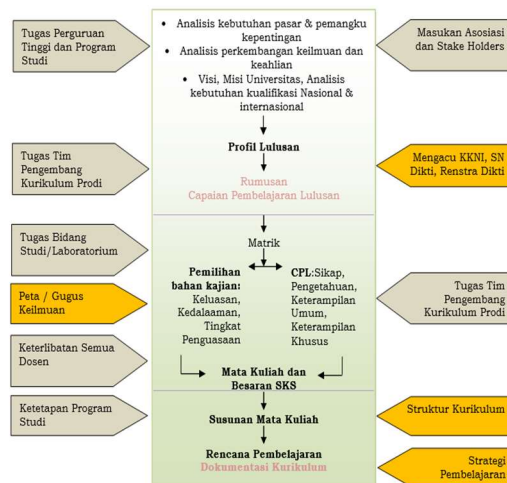 Tugas Perguruan
Tinggi dan Program
Studi
• Analisis kebutuhan pasar & pemangku
kepentingan
• Analisis perkembangan keilmuan dan
keahlian
• Visi, Misi Universitas, Analisis
kebutuhan kualifikasi Nasional &
internasional
Masukan Asosiasi
dan Stake Holders
Profil Lulusan
Tugas Tim
Pengembang
Kurikulum Prodi
Rumusan
Capaian Pembelajaran Lulusan
Mengacu KKNI, SN
Dikti, Renstra Dikti
Tugas Bidang
Studi/Laboratorium
Matrik
Peta / Gugus
Keilmuan
Pemilihan
bahan kajian:
Keluasan,
Kedalaaman,
Tingkat
Penguasaan
CPL:Sikap,
Pengetahuan,
Keterampilan
Umum,
Keterampilan
Khusus
Tugas Tim
Pengembang
Kurikulum Prodi
Keterlibatan Semua
Dosen
Mata Kuliah dan
Besaran SKS
Ketetapan Program
Studi
Susunan Mata Kuliah
Struktur Kurikulum
Rencana Pembelajaran
Dokumentasi Kurikulum
Strategi
Pembelajaran